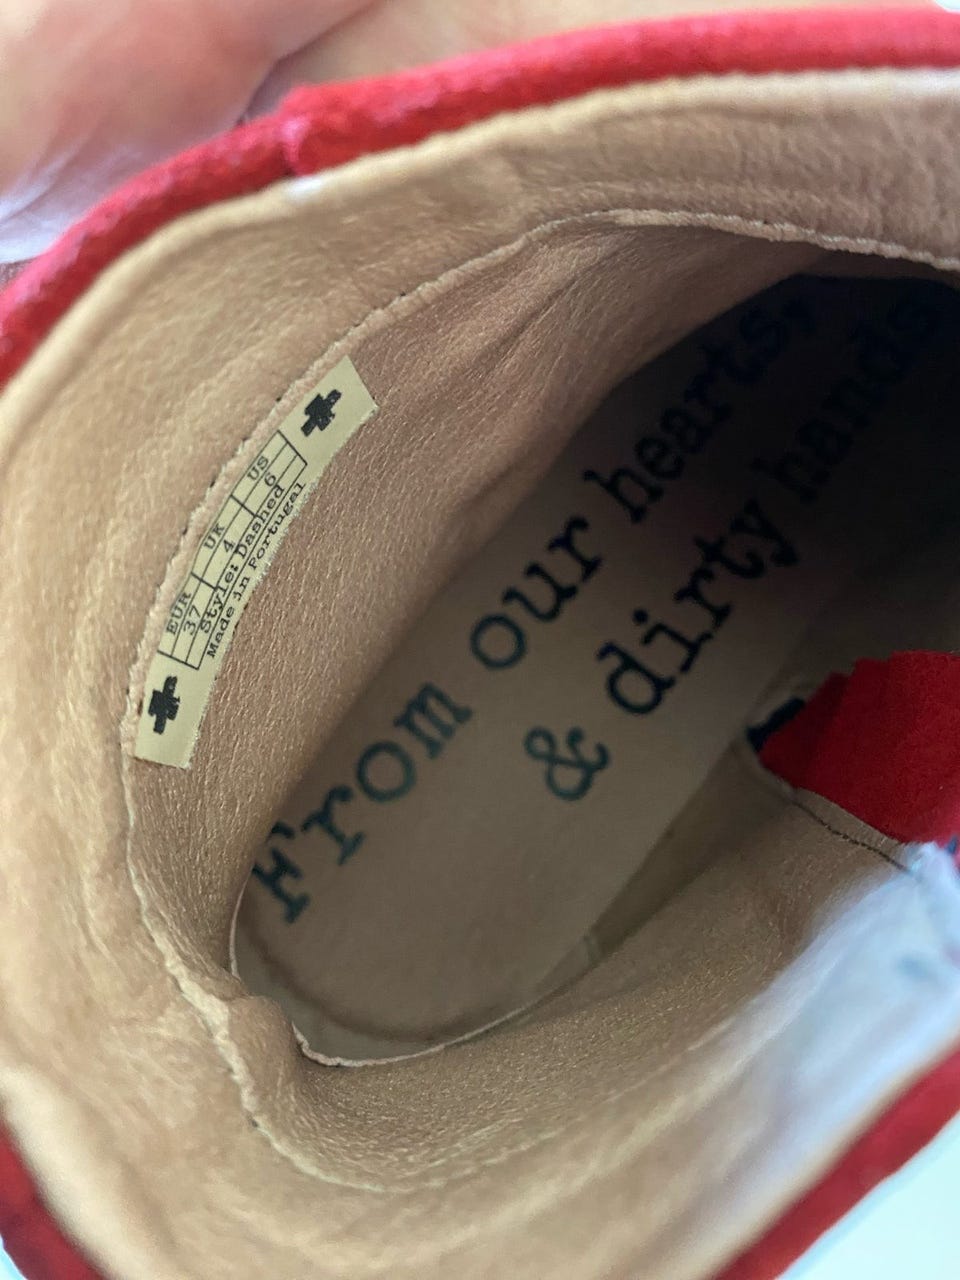 EUR UK US
37 4 6
Style: Dashed
Made in Portugal
From our hearts,
& dirty hands